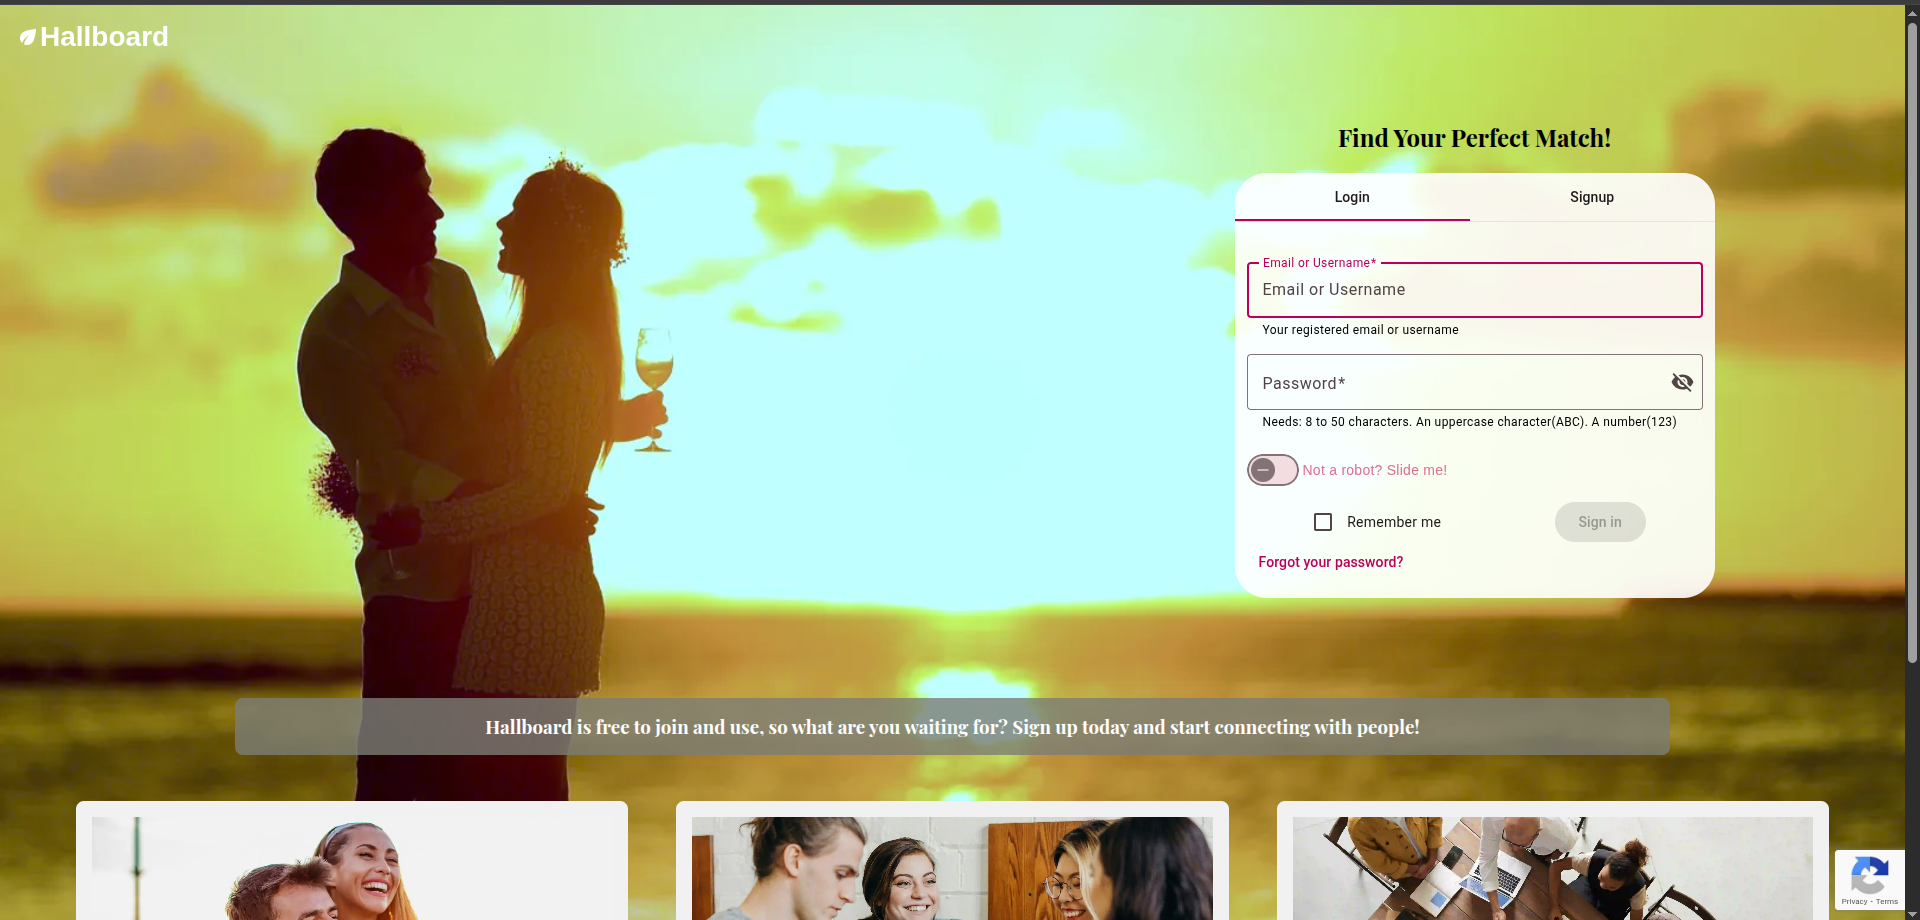 Hallboard
Find Your Perfect Match!
Login
Signup
Email or Username*
Email or Username
Your registered email or username
Password*
Needs: 8 to 50 characters. An uppercase character(ABC). A number(123)
Not a robot? Slide me!
Remember me
Sign in
Forgot your password?
Hallboard is free to join and use, so what are you waiting for? Sign up today and start connecting with people!
Privacy - Terms